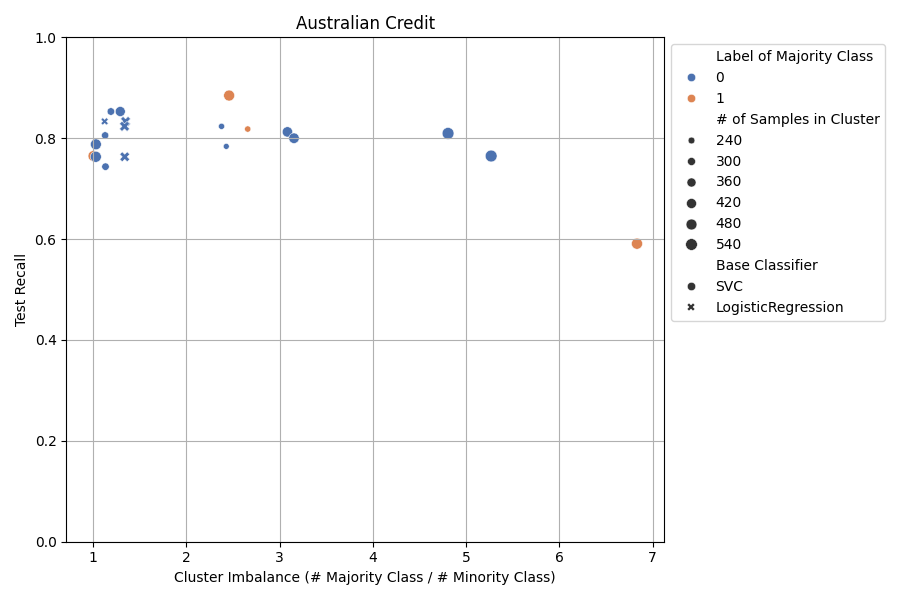 Australian Credit
1.0
0.8
0.6
0.4
0.2
0.0
Test Recall
1
2
3
4
5
6
7
Cluster Imbalance (# Majority Class / # Minority Class)
Label of Majority Class
0
1
# of Samples in Cluster
240
300
360
420
480
540
Base Classifier
SVC
LogisticRegression